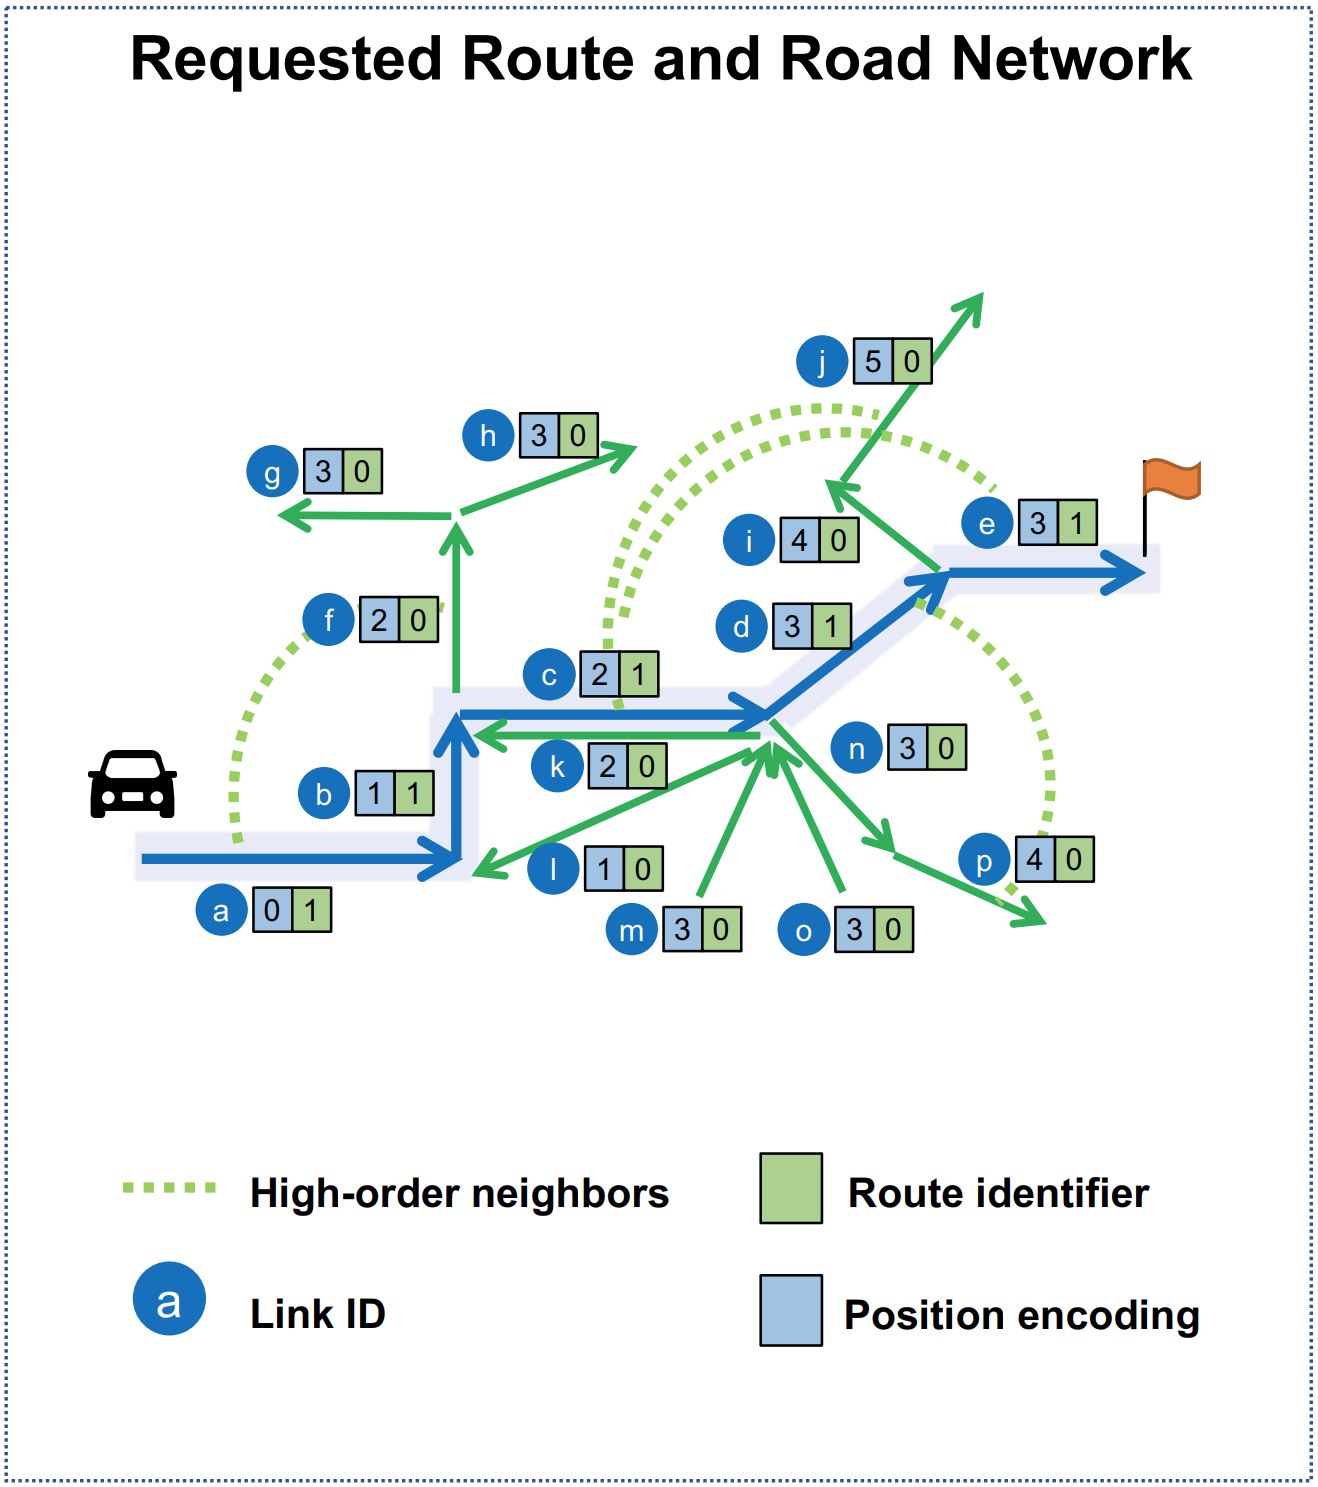 Requested Route and Road Network
j 5 0
h 3 0
g 3 0
e 3 1
i 4 0
f 2 0
d 3 1
c 2 1
n 3 0
k 2 0
b 1 1
p 4 0
l 1 0
a 0 1
m 3 0
o 3 0
High-order neighbors
Route identifier
a
Link ID
Position encoding